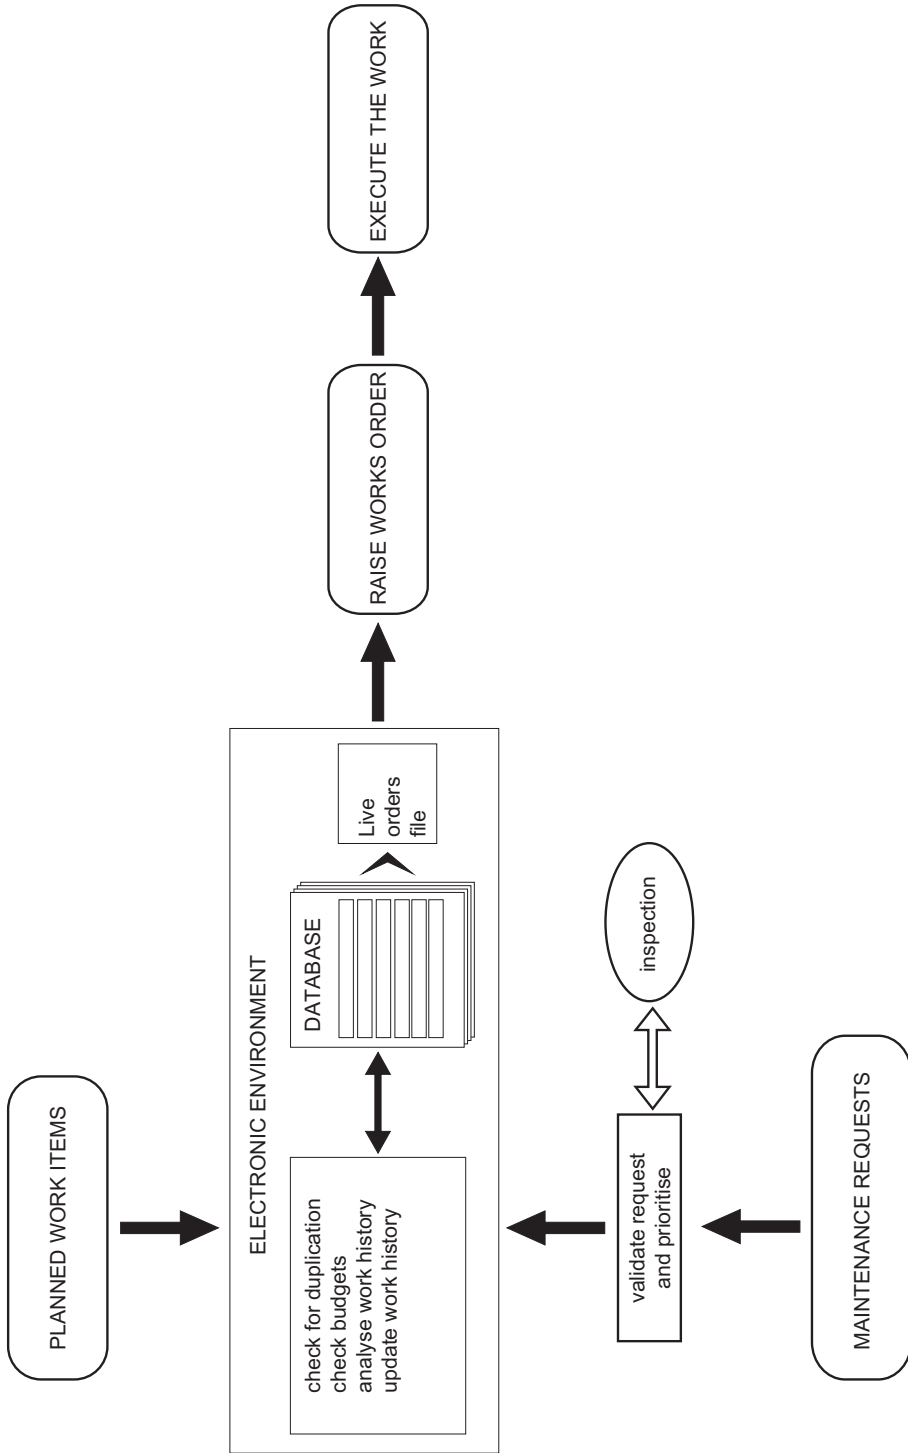 PLANNED WORK ITEMS
ELECTRONIC ENVIRONMENT
check for duplication
check budgets
analyse work history
update work history
DATABASE
Live
orders
file
RAISE WORKS ORDER
EXECUTE THE WORK
validate request
and prioritise
inspection
MAINTENANCE REQUESTS